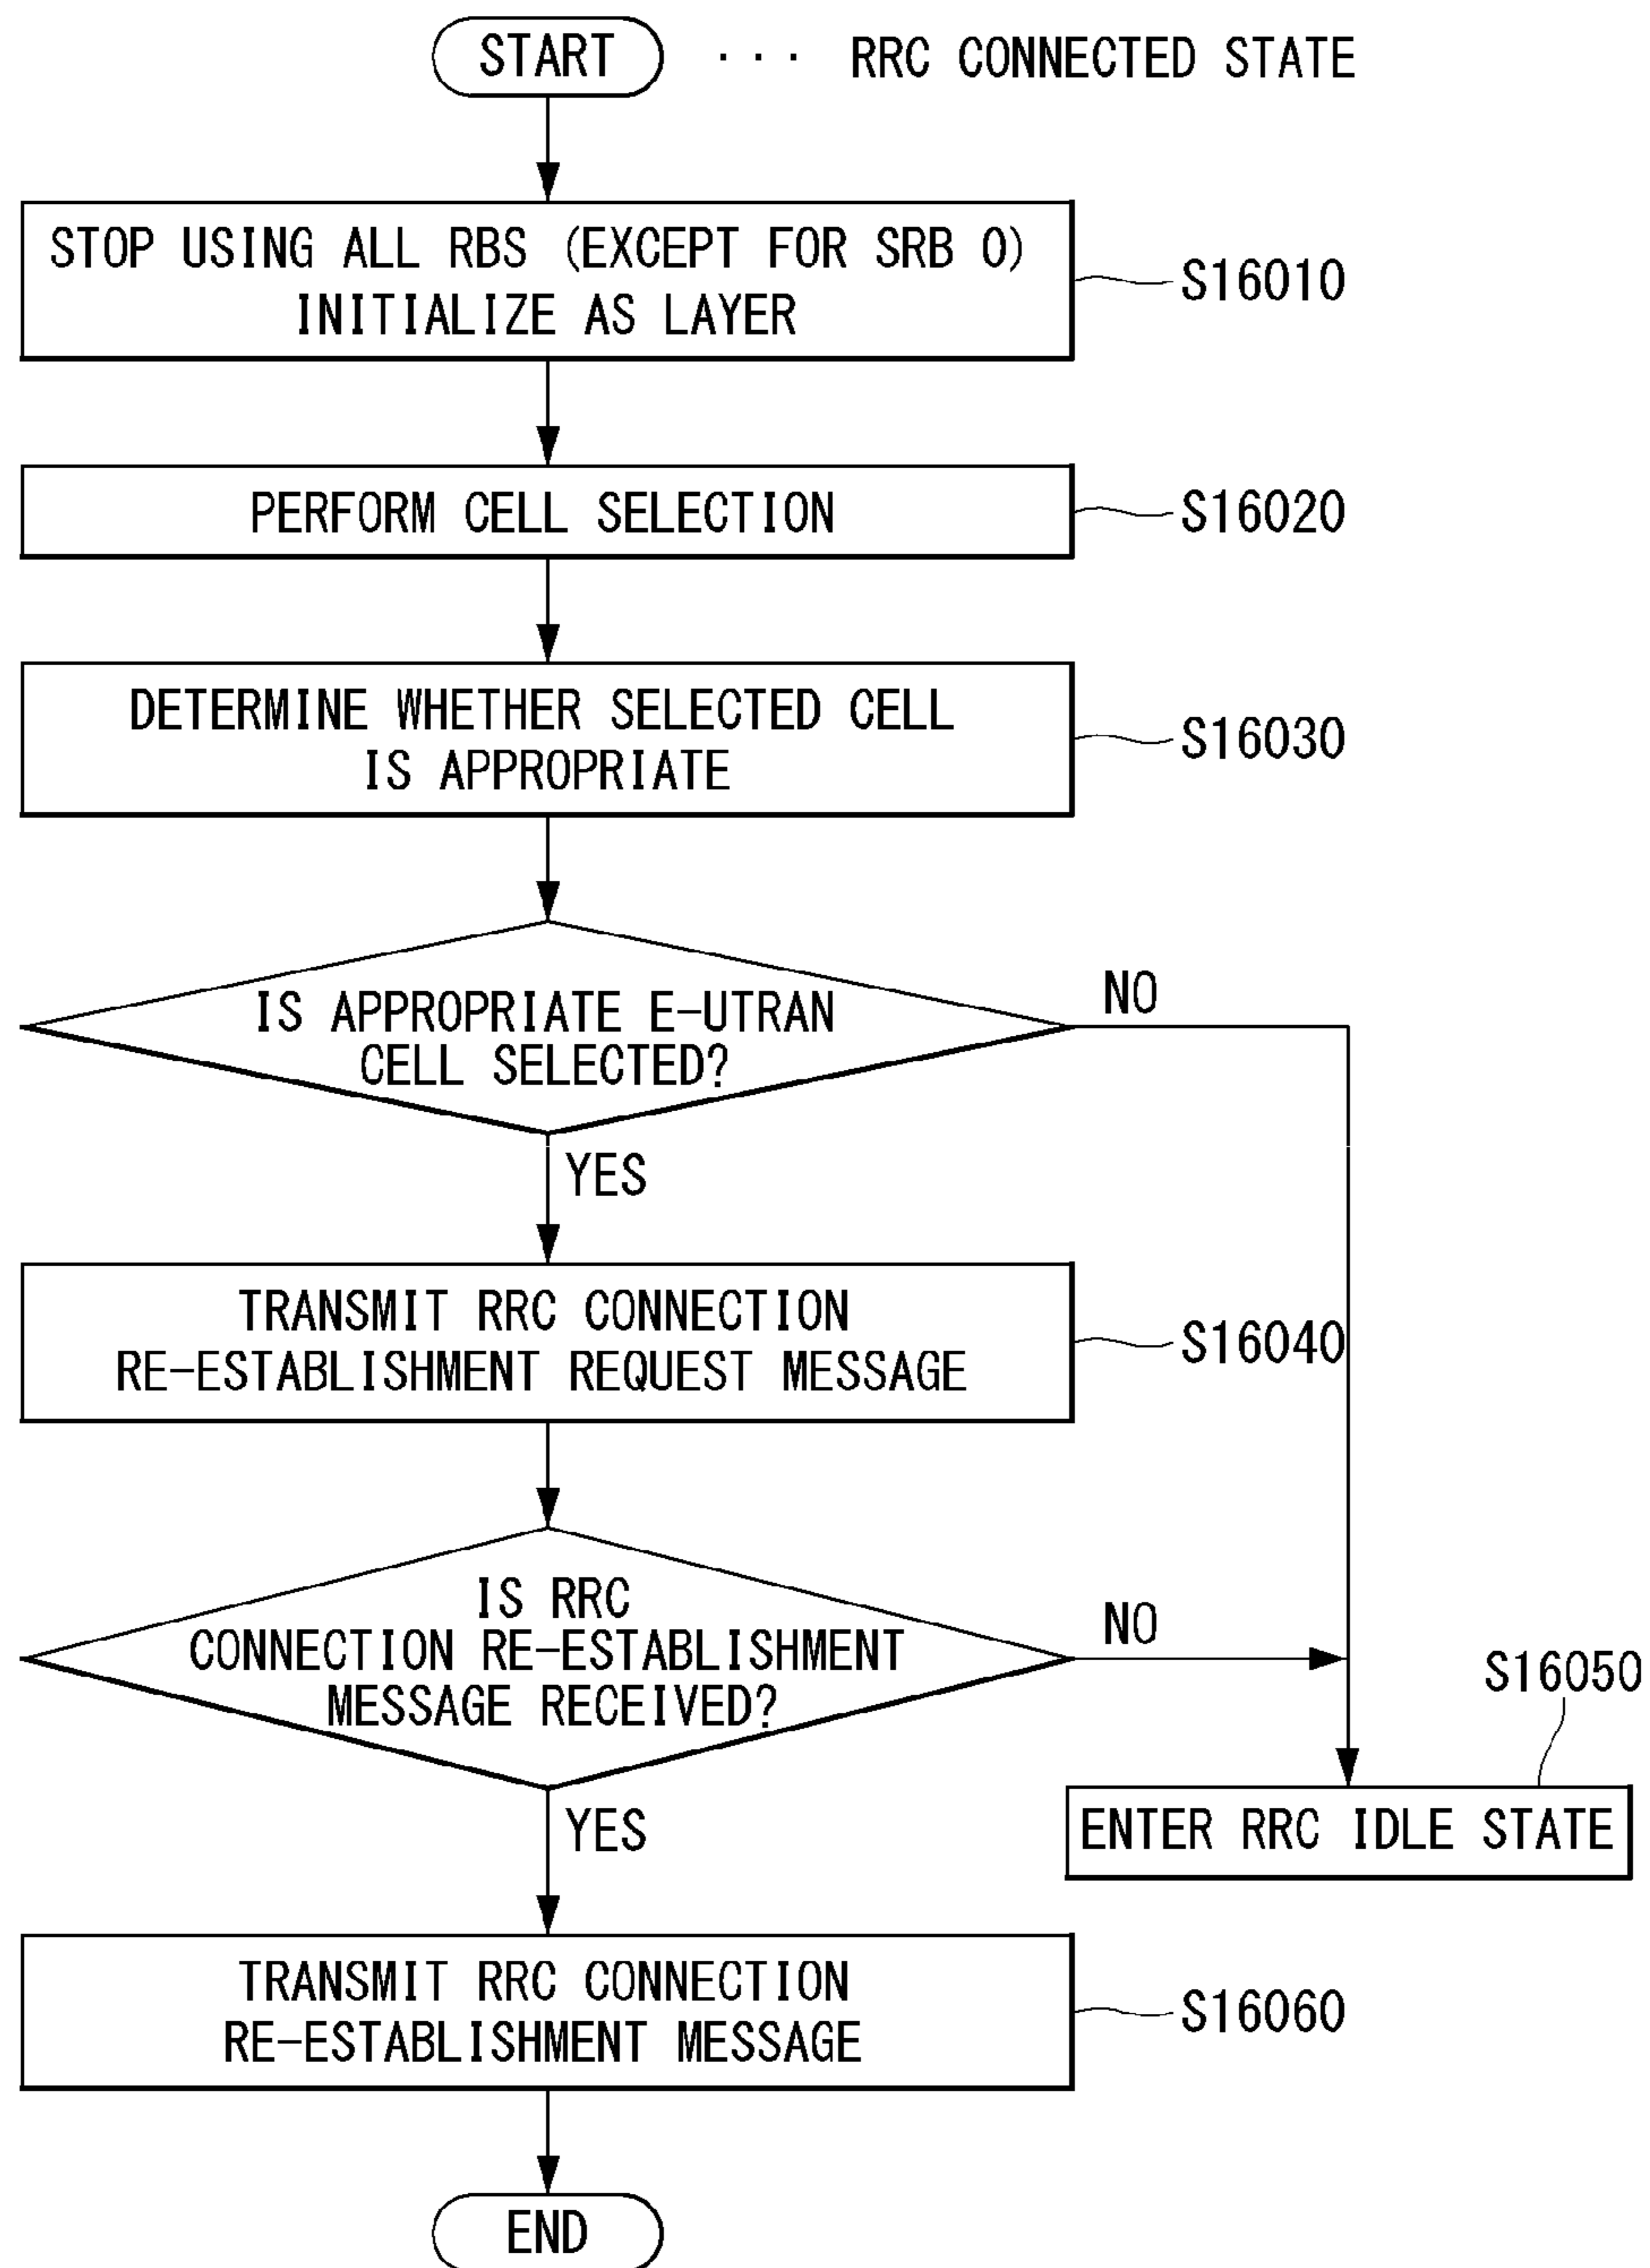 START ... RRC CONNECTED STATE
STOP USING ALL RBS (EXCEPT FOR SRB 0)
INITIALIZE AS LAYER
S16010
PERFORM CELL SELECTION
S16020
DETERMINE WHETHER SELECTED CELL
IS APPROPRIATE
S16030
IS APPROPRIATE E-UTRAN
CELL SELECTED?
NO
YES
TRANSMIT RRC CONNECTION
RE-ESTABLISHMENT REQUEST MESSAGE
S16040
IS RRC
CONNECTION RE-ESTABLISHMENT
MESSAGE RECEIVED?
NO
S16050
ENTER RRC IDLE STATE
YES
TRANSMIT RRC CONNECTION
RE-ESTABLISHMENT MESSAGE
S16060
END